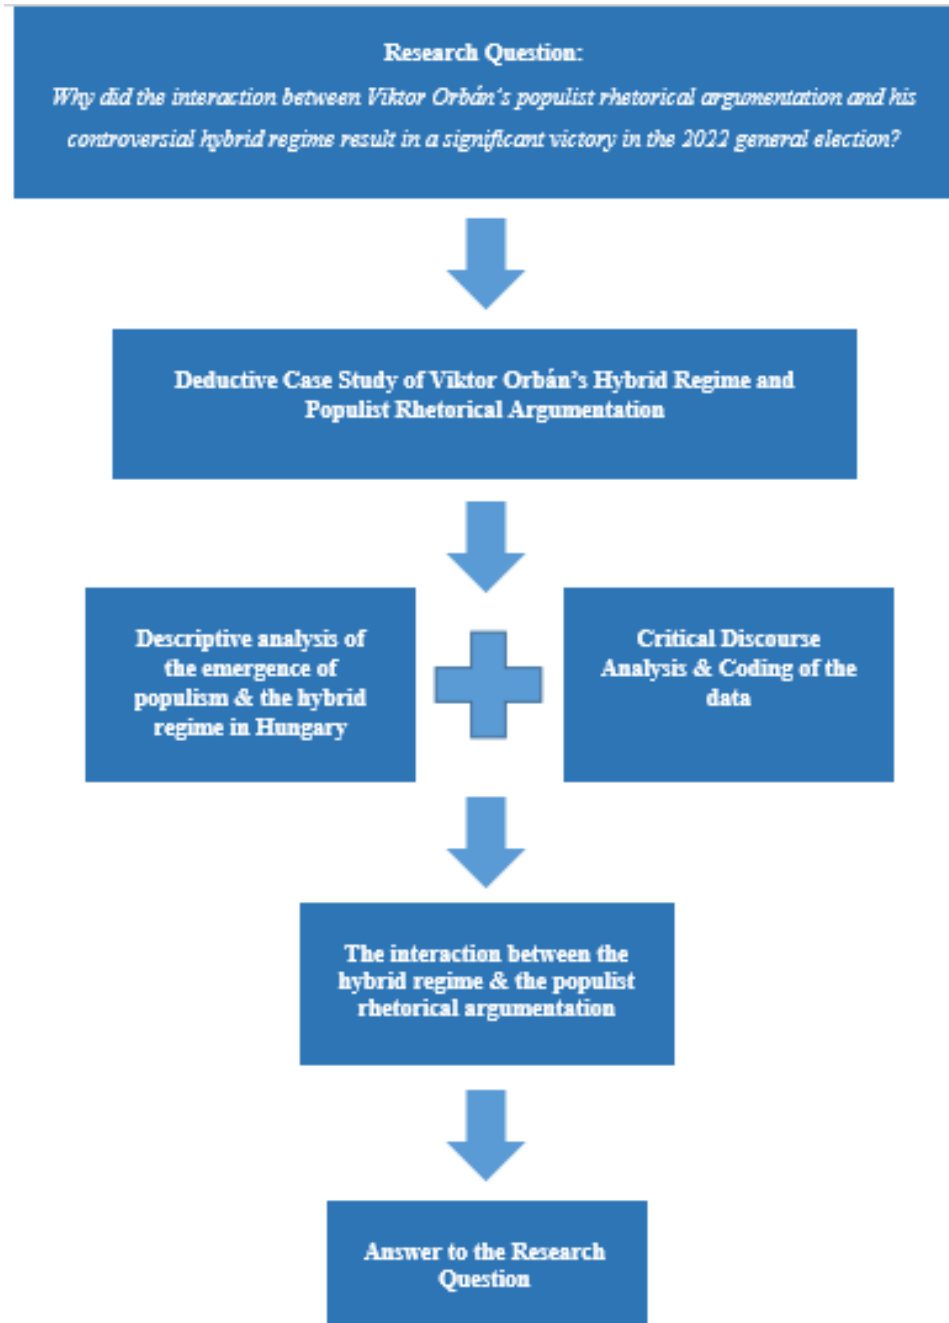 Research Question:
Why did the interaction between Viktor Orbán's populist rhetorical argumentation and his
controversial hybrid regime result in a significant victory in the 2022 general election?
Deductive Case Study of Viktor Orbán's Hybrid Regime and
Populist Rhetorical Argumentation
Descriptive analysis of
the emergence of
populism & the hybrid
regime in Hungary
Critical Discourse
Analysis & Coding of the
data
The interaction between the
hybrid regime & the populist
rhetorical argumentation
Answer to the Research
Question